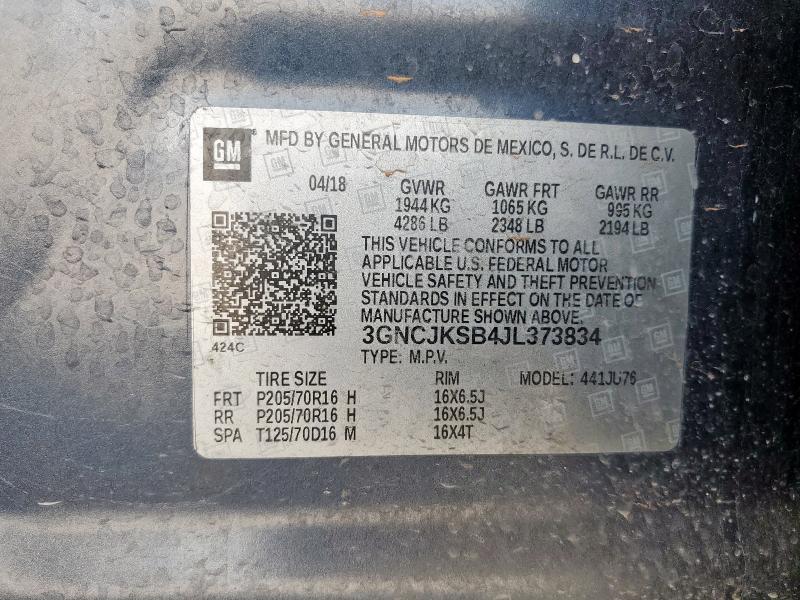 GM
® MFD BY GENERAL MOTORS DE MEXICO, S. DE R.L. DE C.V.
04/18 GVWR GAWR FRT GAWR RR
1944 KG 1065 KG 995 KG
4286 LB 2348 LB 2194 LB
THIS VEHICLE CONFORMS TO ALL
APPLICABLE U.S. FEDERAL MOTOR
VEHICLE SAFETY AND THEFT PREVENTION
STANDARDS IN EFFECT ON THE DATE OF
MANUFACTURE SHOWN ABOVE.
424C
3GNCJKSB4JL373834
TYPE: M.P.V.
TIRE SIZE RIM MODEL: 441JU76
FRT P205/70R16 H 16X6.5J
RR P205/70R16 H 16X6.5J
SPA T125/70D16 M 16X4T